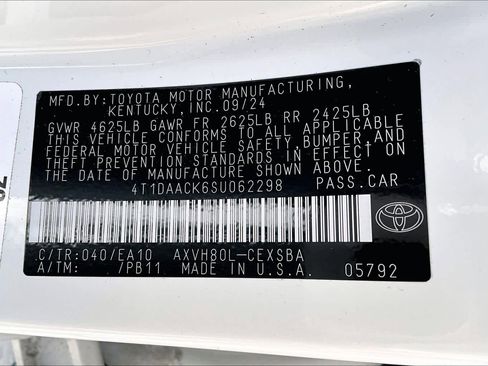 MFD.BY:TOYOTA MOTOR MANUFACTURING,
KENTUCKY, INC.09/24
GVWR 4625LB GAWR FR 2625LB RR 2425LB
THIS VEHICLE CONFORMS TO ALL APPLICABLE
FEDERAL MOTOR VEHICLE SAFETY, BUMPER, AND
THEFT PREVENTION STANDARDS IN EFFECT ON
THE DATE OF MANUFACTURE SHOWN ABOVE.
4T1DAACK6SU062298 PASS.CAR
C/TR:040/EA10 AXVH80L-CEXSBA
A/TM: /PB11 MADE IN U.S.A. 05792